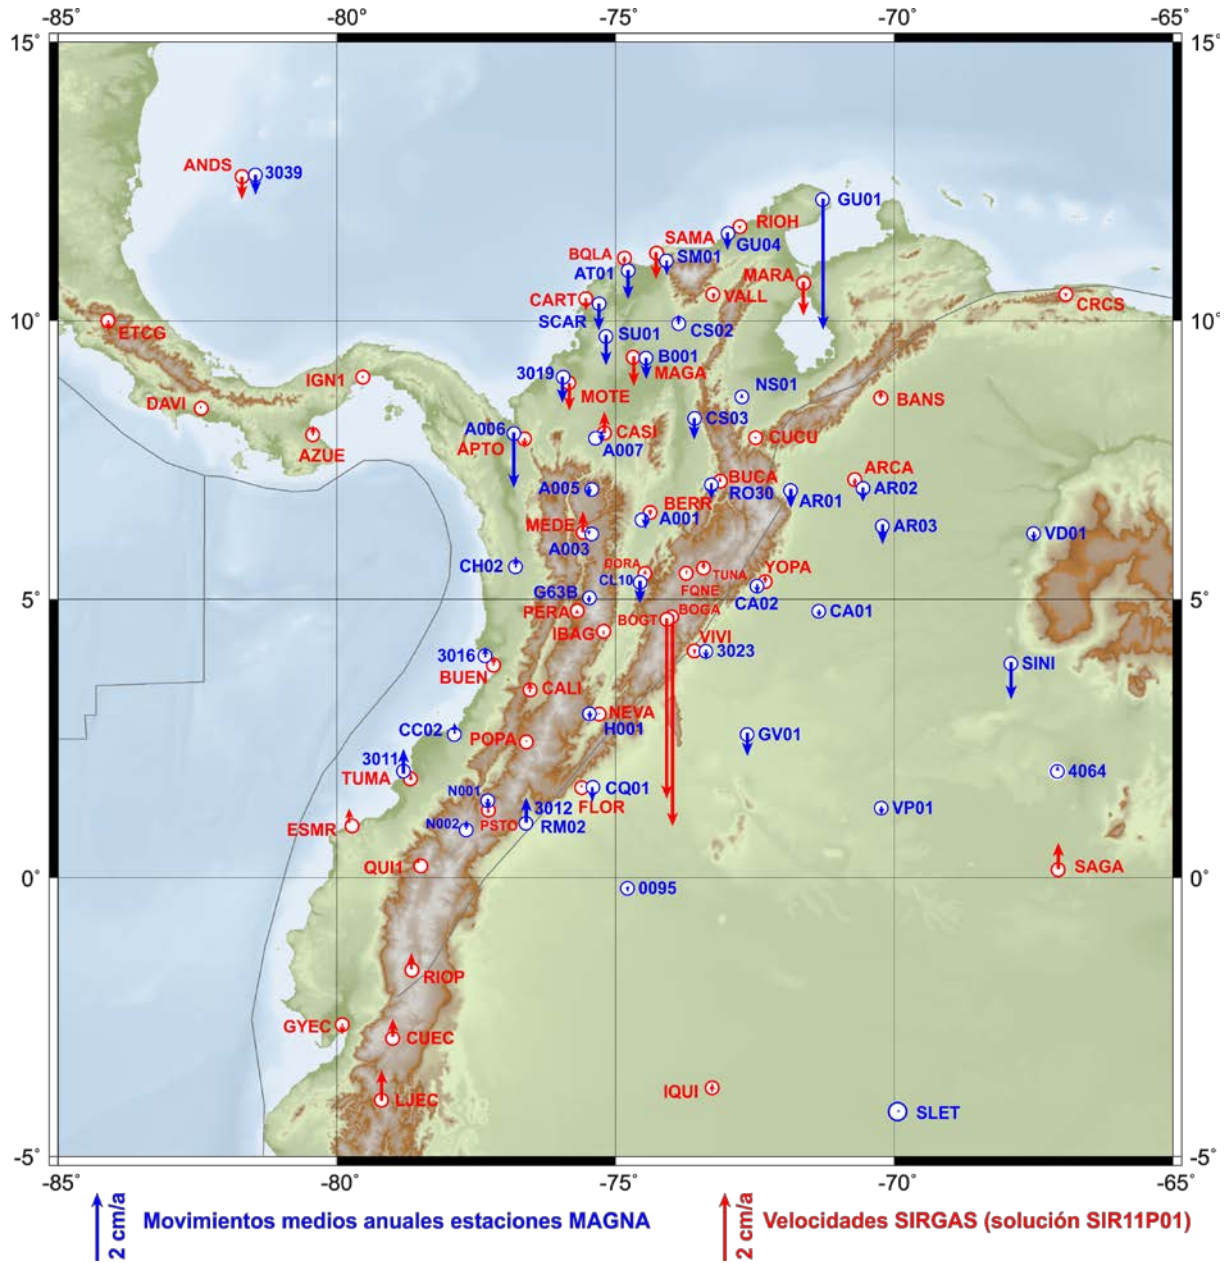 -85° -80° -75° -70° -65°
15° 15°
ANDS 3039
GU01
RIOH
SAMA
GU04
BQLA SM01
AT01 MARA
CART VALL CRCS
SCAR
10° ETCG SU01 CS02 10°
B001
3019 MAGA
IGN1 NS01
DAVI MOTE BANS
CS03
A006 CASI
AZUE APTO A007 CUCU
BUCA ARCA
A005 RO30 AR01 AR02
BERR
MEDE A001 AR03
A003 VD01
CH02 DORA YOPA
CL10 TUNA
FQNE
5° G63B CA02 5°
PERA BOGA CA01
BOGT
IBAG VIVI
3016 3023
BUEN SINI
CALI
NEVA
CC02 H001 GV01
POPA
3011 4064
TUMA CQ01
N001 3012 FLOR
PSTO VP01
ESMR N002 RM02
QUI1 SAGA
0° 0°
0095
RIOP
GYEC CUEC
IQUI
LJEC SLET
-5° -5°
-85° -80° -75° -70° -65°
2 cm/a Movimientos medios anuales estaciones MAGNA 2 cm/a Velocidades SIRGAS (solución SIR11P01)